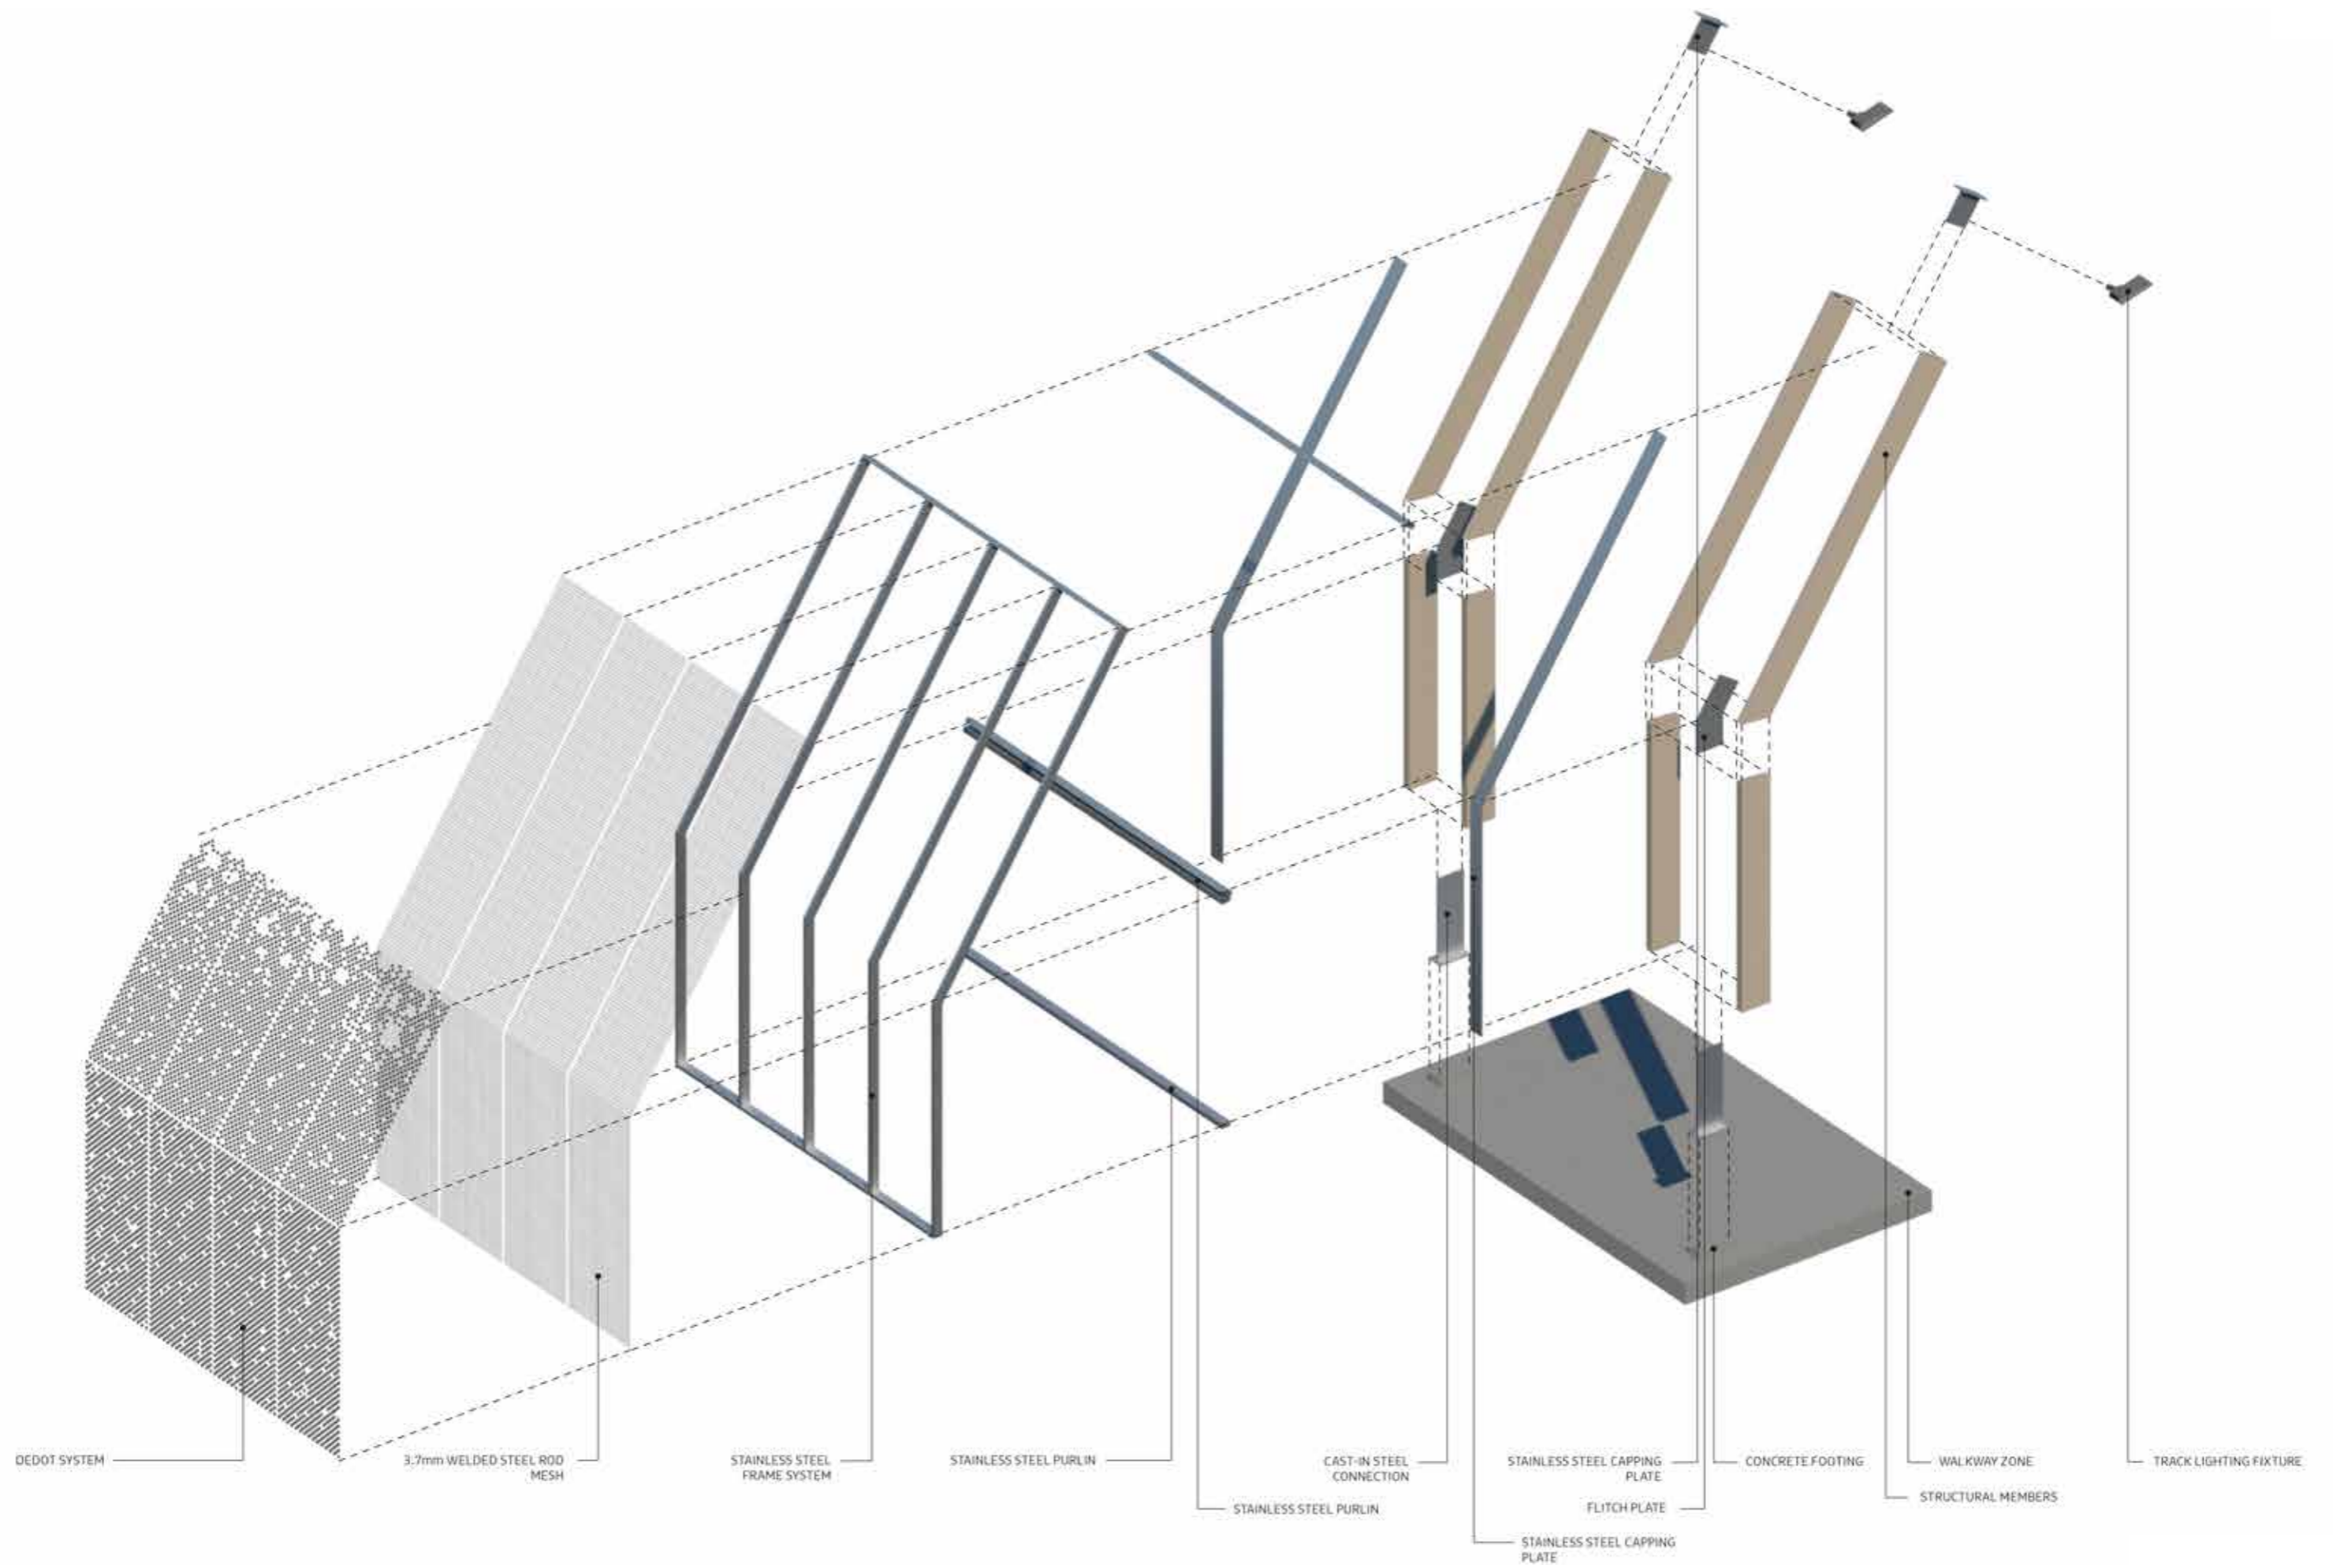 DEDOT SYSTEM
3.7mm WELDED STEEL ROD
MESH
STAINLESS STEEL
FRAME SYSTEM
STAINLESS STEEL PURLIN
STAINLESS STEEL PURLIN
CAST-IN STEEL
CONNECTION
STAINLESS STEEL CAPPING
PLATE
FLITCH PLATE
STAINLESS STEEL CAPPING
PLATE
CONCRETE FOOTING
WALKWAY ZONE
STRUCTURAL MEMBERS
TRACK LIGHTING FIXTURE